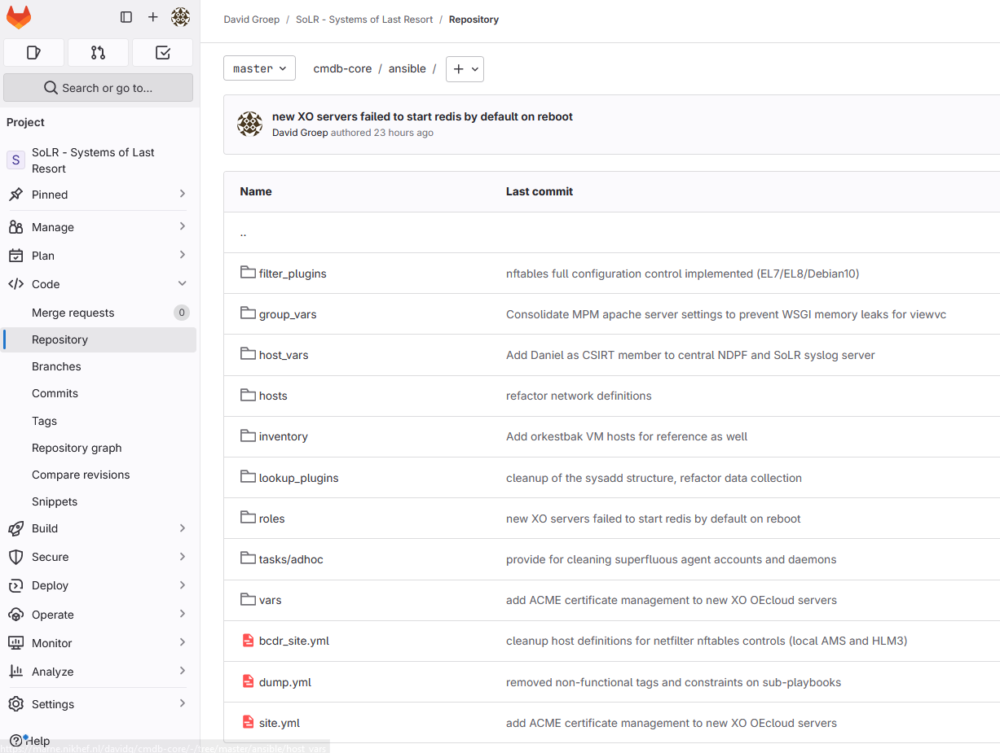 David Groep / SoLR - Systems of Last Resort / Repository
Search or go to...
Project
S
SoLR - Systems of Last
Resort
Pinned
Manage
Plan
Code
Merge requests 0
Repository
Branches
Commits
Tags
Repository graph
Compare revisions
Snippets
Build
Secure
Deploy
Operate
Monitor
Analyze
Settings
Help
master cmdb-core / ansible / +
new XO servers failed to start redis by default on reboot
David Groep authored 23 hours ago
Name Last commit
..
filter_plugins nftables full configuration control implemented (EL7/EL8/Debian10)
group_vars Consolidate MPM apache server settings to prevent WSGI memory leaks for viewvc
host_vars Add Daniel as CSIRT member to central NDPF and SoLR syslog server
hosts refactor network definitions
inventory Add orkestbak VM hosts for reference as well
lookup_plugins cleanup of the sysadd structure, refactor data collection
roles new XO servers failed to start redis by default on reboot
tasks/adhoc provide for cleaning superfluous agent accounts and daemons
vars add ACME certificate management to new XO OEcloud servers
bcdr_site.yml cleanup host definitions for netfilter nftables controls (local AMS and HLM3)
dump.yml removed non-functional tags and constraints on sub-playbooks
site.yml add ACME certificate management to new XO OEcloud servers